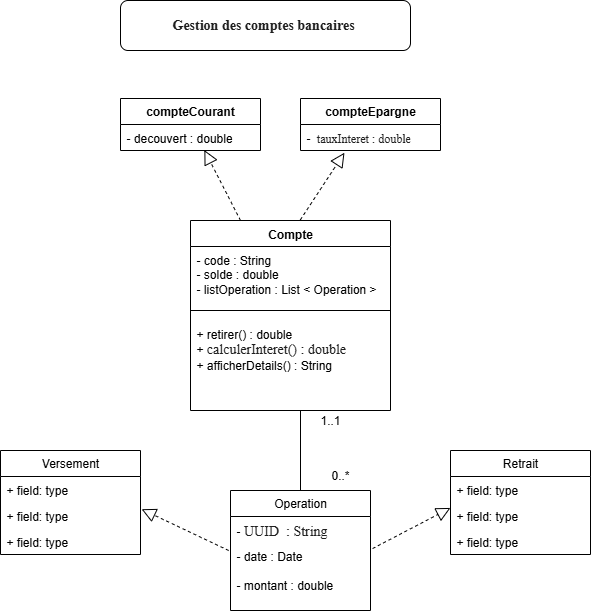 Gestion des comptes bancaires
compteCourant
- decouvert : double
compteEpargne
- tauxInteret : double
Compte
- code : String
- solde : double
- listOperation : List < Operation >
+ retirer() : double
+ calculerInteret() : double
+ afficherDetails() : String
1..1
0..*
Versement
+ field: type
+ field: type
+ field: type
Operation
- UUID : String
- date : Date
- montant : double
Retrait
+ field: type
+ field: type
+ field: type